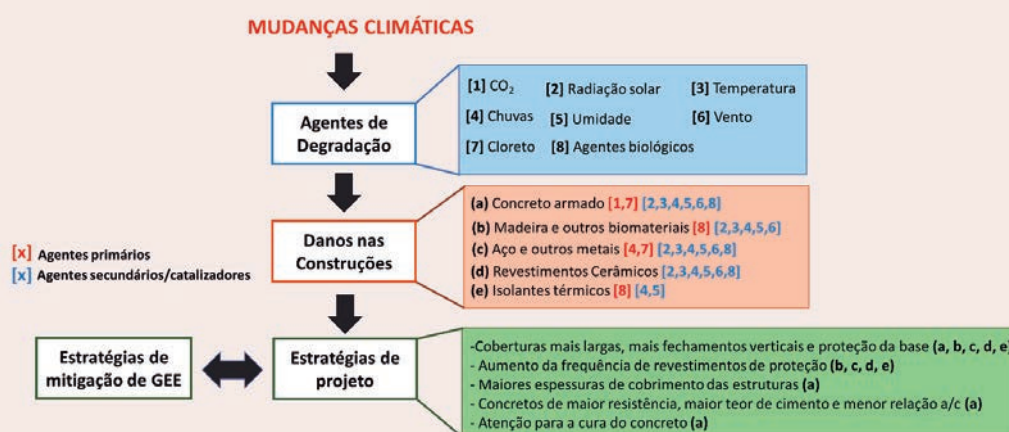 MUDANÇAS CLIMÁTICAS
Agentes de
Degradação
[1] CO₂ [2] Radiação solar [3] Temperatura
[4] Chuvas [5] Umidade [6] Vento
[7] Cloreto [8] Agentes biológicos
Danos nas
Construções
(a) Concreto armado [1,7] [2,3,4,5,6,8]
(b) Madeira e outros biomateriais [8] [2,3,4,5,6]
(c) Aço e outros metais [4,7] [2,3,4,5,6,8]
(d) Revestimentos Cerâmicos [2,3,4,5,6,8]
(e) Isolantes térmicos [8] [4,5]
[x] Agentes primários
[x] Agentes secundários/catalizadores
Estratégias de
mitigação de GEE
Estratégias de
projeto
-Coberturas mais largas, mais fechamentos verticais e proteção da base (a, b, c, d, e)
- Aumento da frequência de revestimentos de proteção (b, c, d, e)
- Maiores espessuras de cobrimento das estruturas (a)
- Concretos de maior resistência, maior teor de cimento e menor relação a/c (a)
- Atenção para a cura do concreto (a)